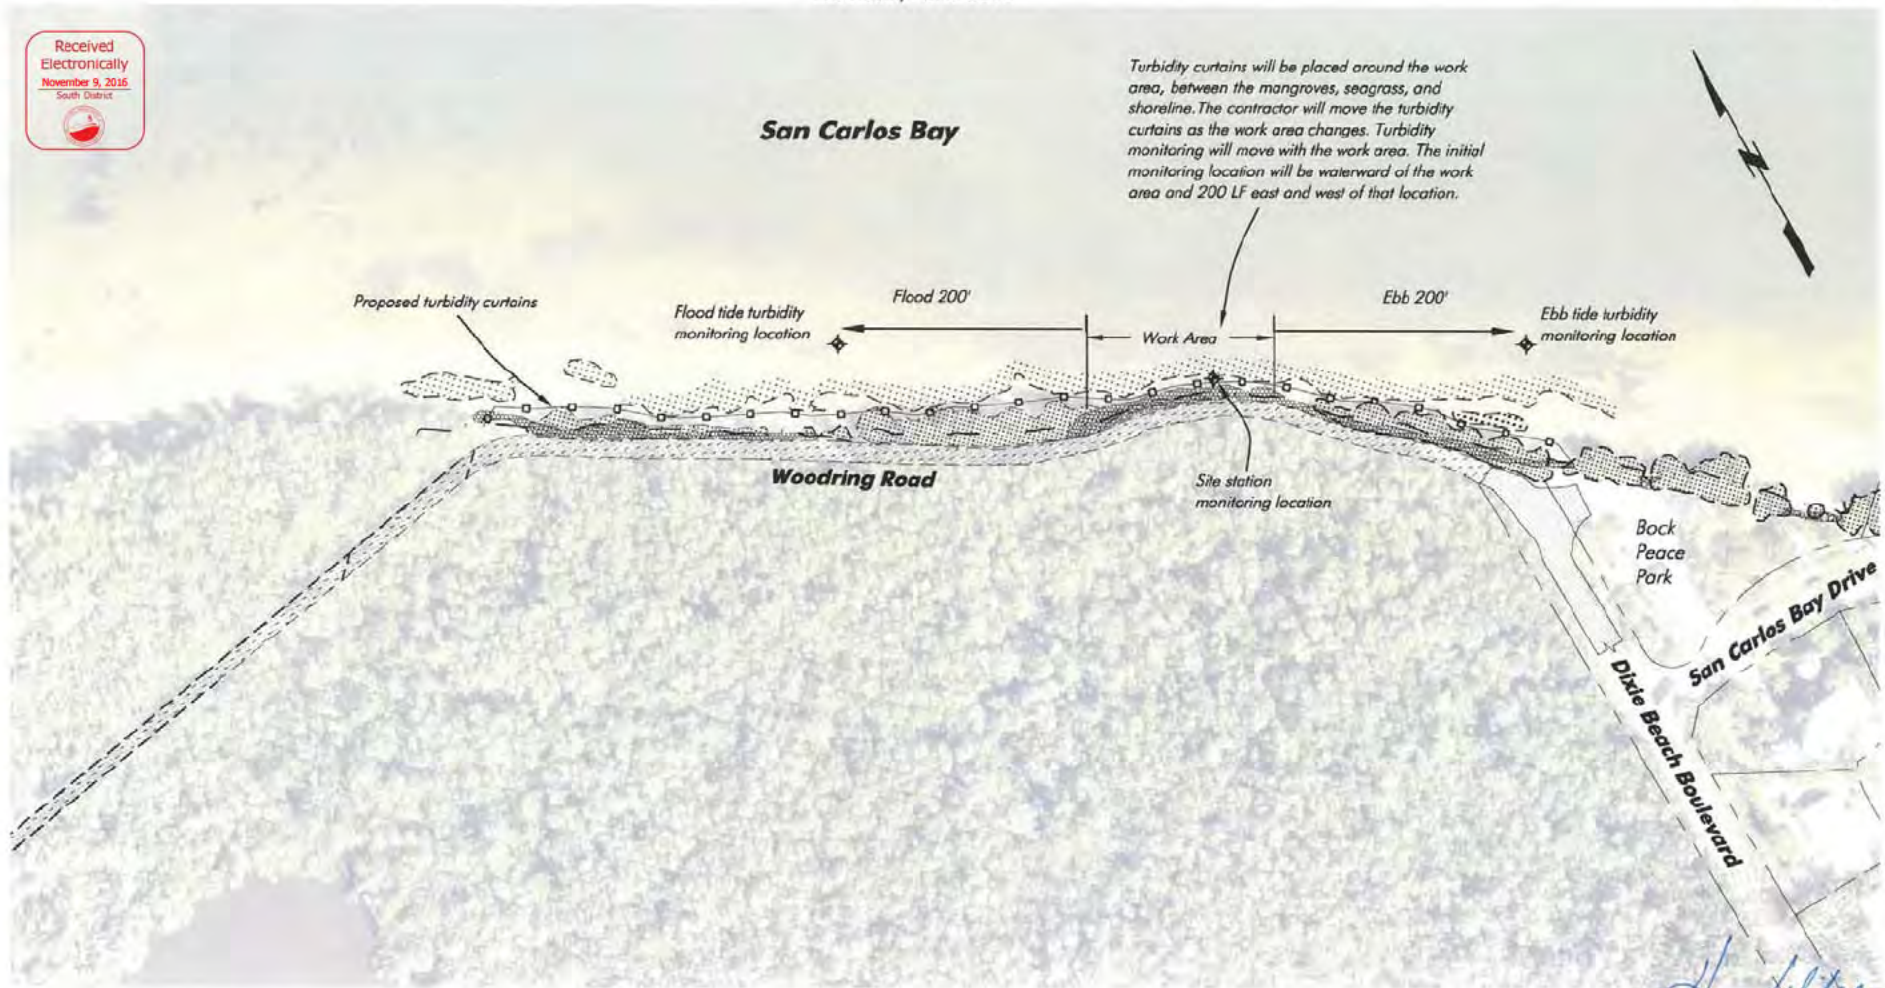 Received
Electronically
November 9, 2016
South District
San Carlos Bay
Turbidity curtains will be placed around the work
area, between the mangroves, seagrass, and
shoreline. The contractor will move the turbidity
curtains as the work area changes. Turbidity
monitoring will move with the work area. The initial
monitoring location will be waterward of the work
area and 200 LF east and west of that location.
Proposed turbidity curtains
Flood tide turbidity
monitoring location
Flood 200'
Work Area
Ebb 200'
Ebb tide turbidity
monitoring location
Woodring Road
Site station
monitoring location
Bock
Peace
Park
San Carlos Bay Drive
Dixie Beach Boulevard